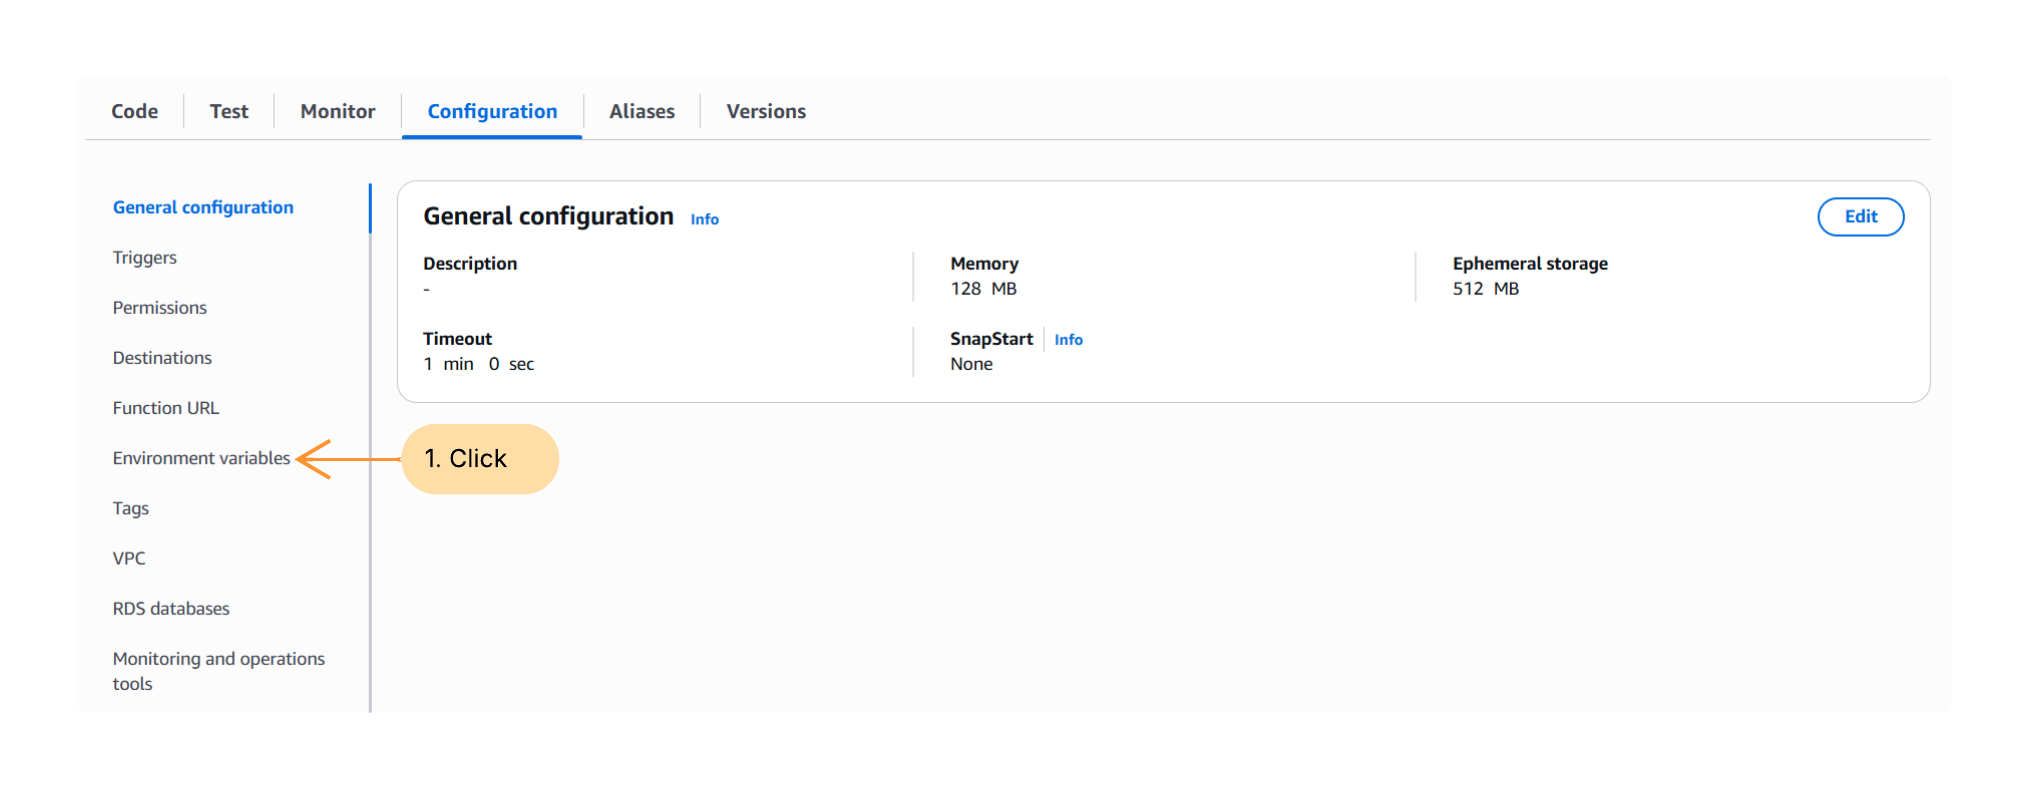 Code Test Monitor Configuration Aliases Versions
General configuration
Triggers
Permissions
Destinations
Function URL
Environment variables
Tags
VPC
RDS databases
Monitoring and operations
tools
General configuration Info
Edit
Description
-
Memory
128 MB
Ephemeral storage
512 MB
Timeout
1 min 0 sec
SnapStart Info
None
1. Click